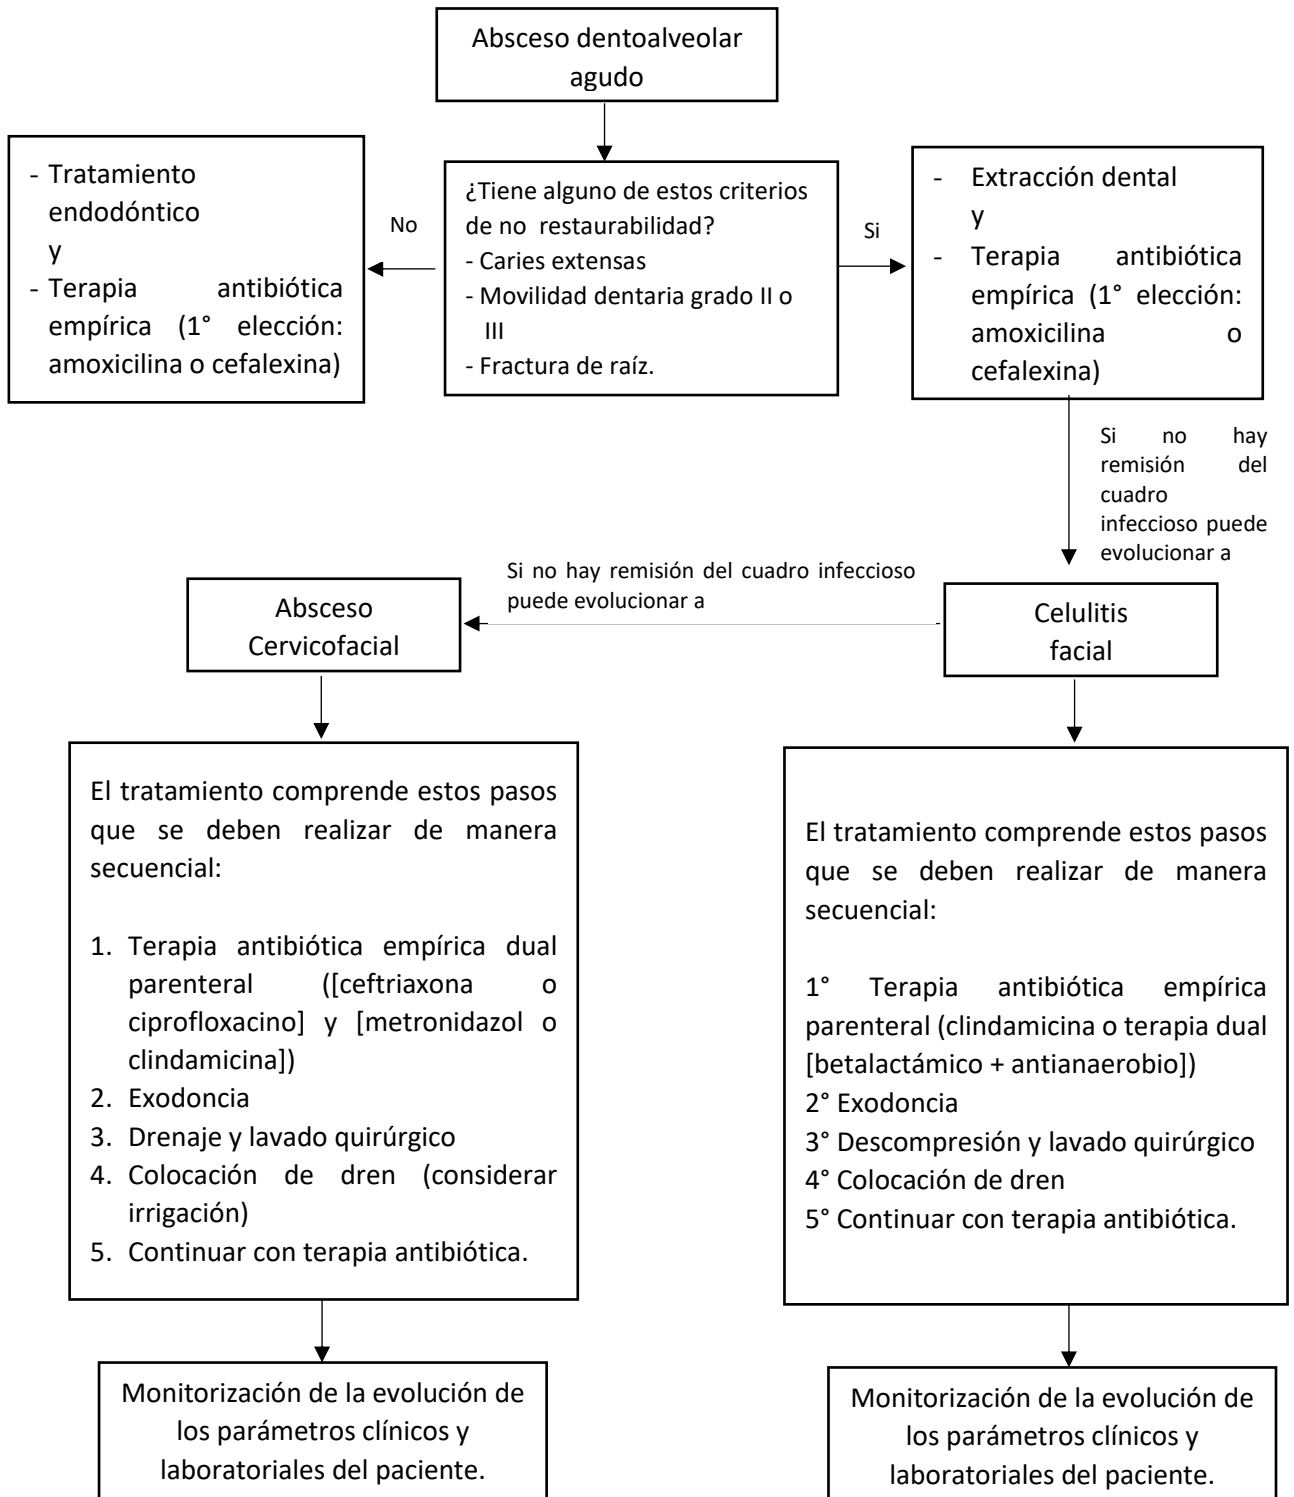 Absceso dentoalveolar
agudo
- Tratamiento
endodóntico
y
- Terapia antibiótica
empírica (1° elección:
amoxicilina o cefalexina)
No
¿Tiene alguno de estos criterios
de no restaurabilidad?
- Caries extensas
- Movilidad dentaria grado II o
III
- Fractura de raíz.
Si
- Extracción dental
y
- Terapia antibiótica
empírica (1° elección:
amoxicilina o
cefalexina)
Si no hay
remisión del
cuadro
infeccioso puede
evolucionar a
Si no hay remisión del cuadro infeccioso
puede evolucionar a
Absceso
Cervicofacial
Celulitis
facial
El tratamiento comprende estos pasos
que se deben realizar de manera
secuencial:
1. Terapia antibiótica empírica dual
parenteral ([ceftriaxona o
ciprofloxacino] y [metronidazol o
clindamicina])
2. Exodoncia
3. Drenaje y lavado quirúrgico
4. Colocación de dren (considerar
irrigación)
5. Continuar con terapia antibiótica.
El tratamiento comprende estos pasos
que se deben realizar de manera
secuencial:
1° Terapia antibiótica empírica
parenteral (clindamicina o terapia dual
[betalactámico + antianaerobio])
2° Exodoncia
3° Descompresión y lavado quirúrgico
4° Colocación de dren
5° Continuar con terapia antibiótica.
Monitorización de la evolución de
los parámetros clínicos y
laboratoriales del paciente.
Monitorización de la evolución de
los parámetros clínicos y
laboratoriales del paciente.